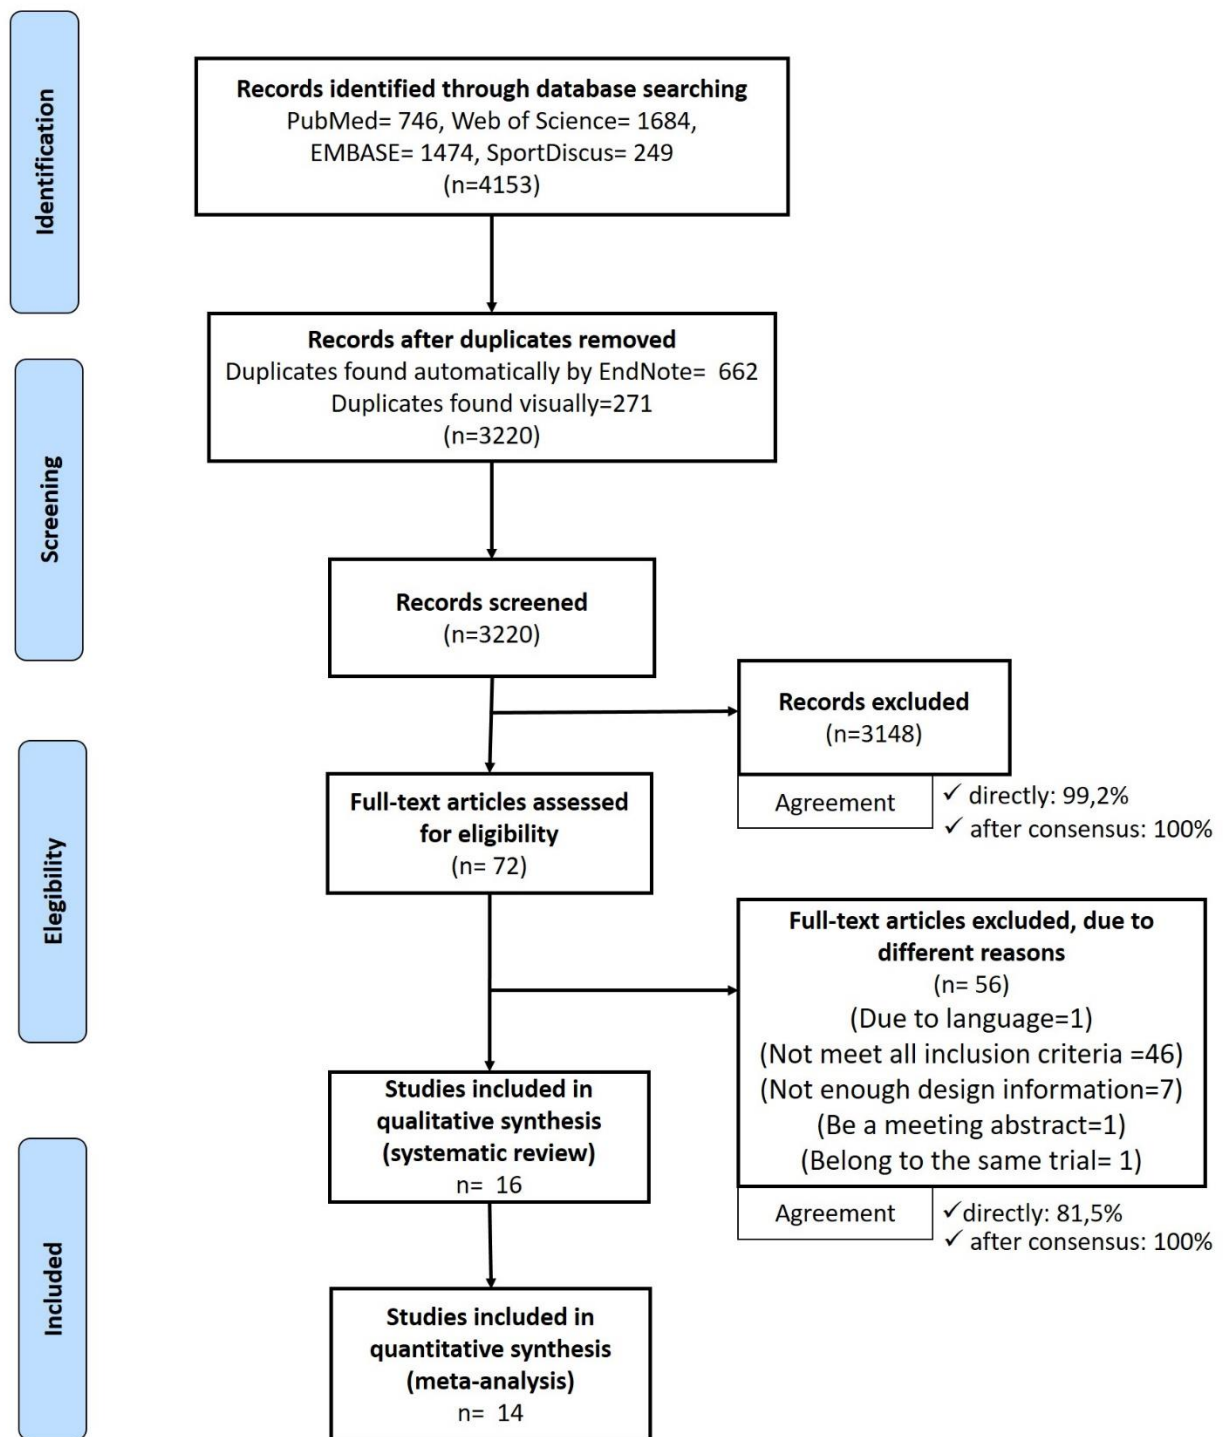 Identification
Records identified through database searching
PubMed= 746, Web of Science= 1684,
EMBASE= 1474, SportDiscus= 249
(n=4153)
Records after duplicates removed
Duplicates found automatically by EndNote=  662
Duplicates found visually=271
(n=3220)
Screening
Records screened
(n=3220)
Records excluded
(n=3148)
Agreement
✓ directly: 99,2%
✓ after consensus: 100%
Elegibility
Full-text articles assessed
for eligibility
(n= 72)
Full-text articles excluded, due to
different reasons
(n= 56)
(Due to language=1)
(Not meet all inclusion criteria =46)
(Not enough design information=7)
(Be a meeting abstract=1)
(Belong to the same trial= 1)
Agreement
✓directly: 81,5%
✓ after consensus: 100%
Studies included in
qualitative synthesis
(systematic review)
n=  16
Included
Studies included in
quantitative synthesis
(meta-analysis)
n=  14